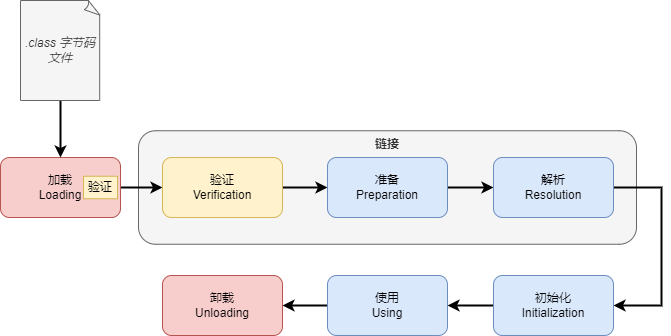 .class 字节码
文件
链接
加载
Loading
验证
验证
Verification
准备
Preparation
解析
Resolution
卸载
Unloading
使用
Using
初始化
Initialization